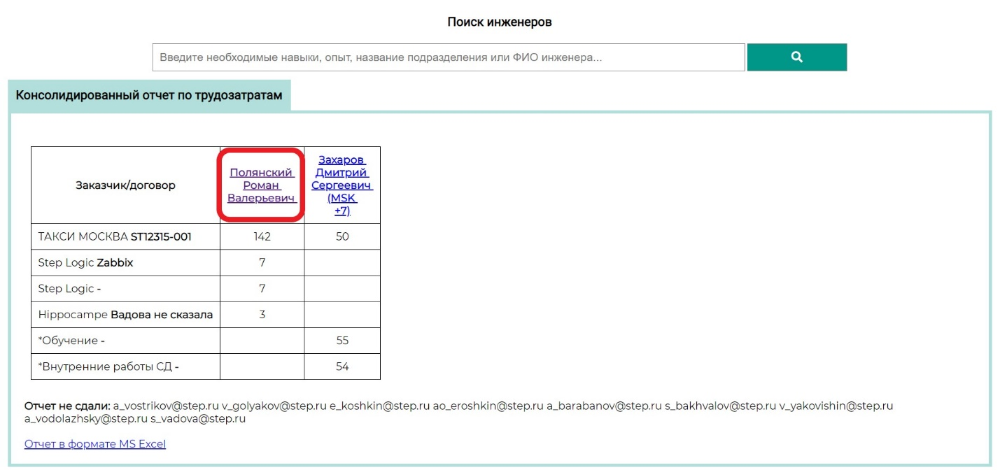 Поиск инженеров
Введите необходимые навыки, опыт, название подразделения или ФИО инженера...
Консолидированный отчет по трудозатратам
Заказчик/договор
Полянский
Роман
Валерьевич
Захаров
Дмитрий
Сергеевич
(MSK
+7)
ТАКСИ МОСКВА ST12315-001 142 50
Step Logic Zabbix 7
Step Logic - 7
Hippocampe Вадова не сказала 3
*Обучение - 55
*Внутренние работы СД - 54
Отчет не сдали: a_vostrikov@step.ru v_golyakov@step.ru e_koshkin@step.ru ao_eroshkin@step.ru a_barabanov@step.ru s_bakhvalov@step.ru v_yakovishin@step.ru
a_vodolazhsky@step.ru s_vadova@step.ru
Отчет в формате MS Excel